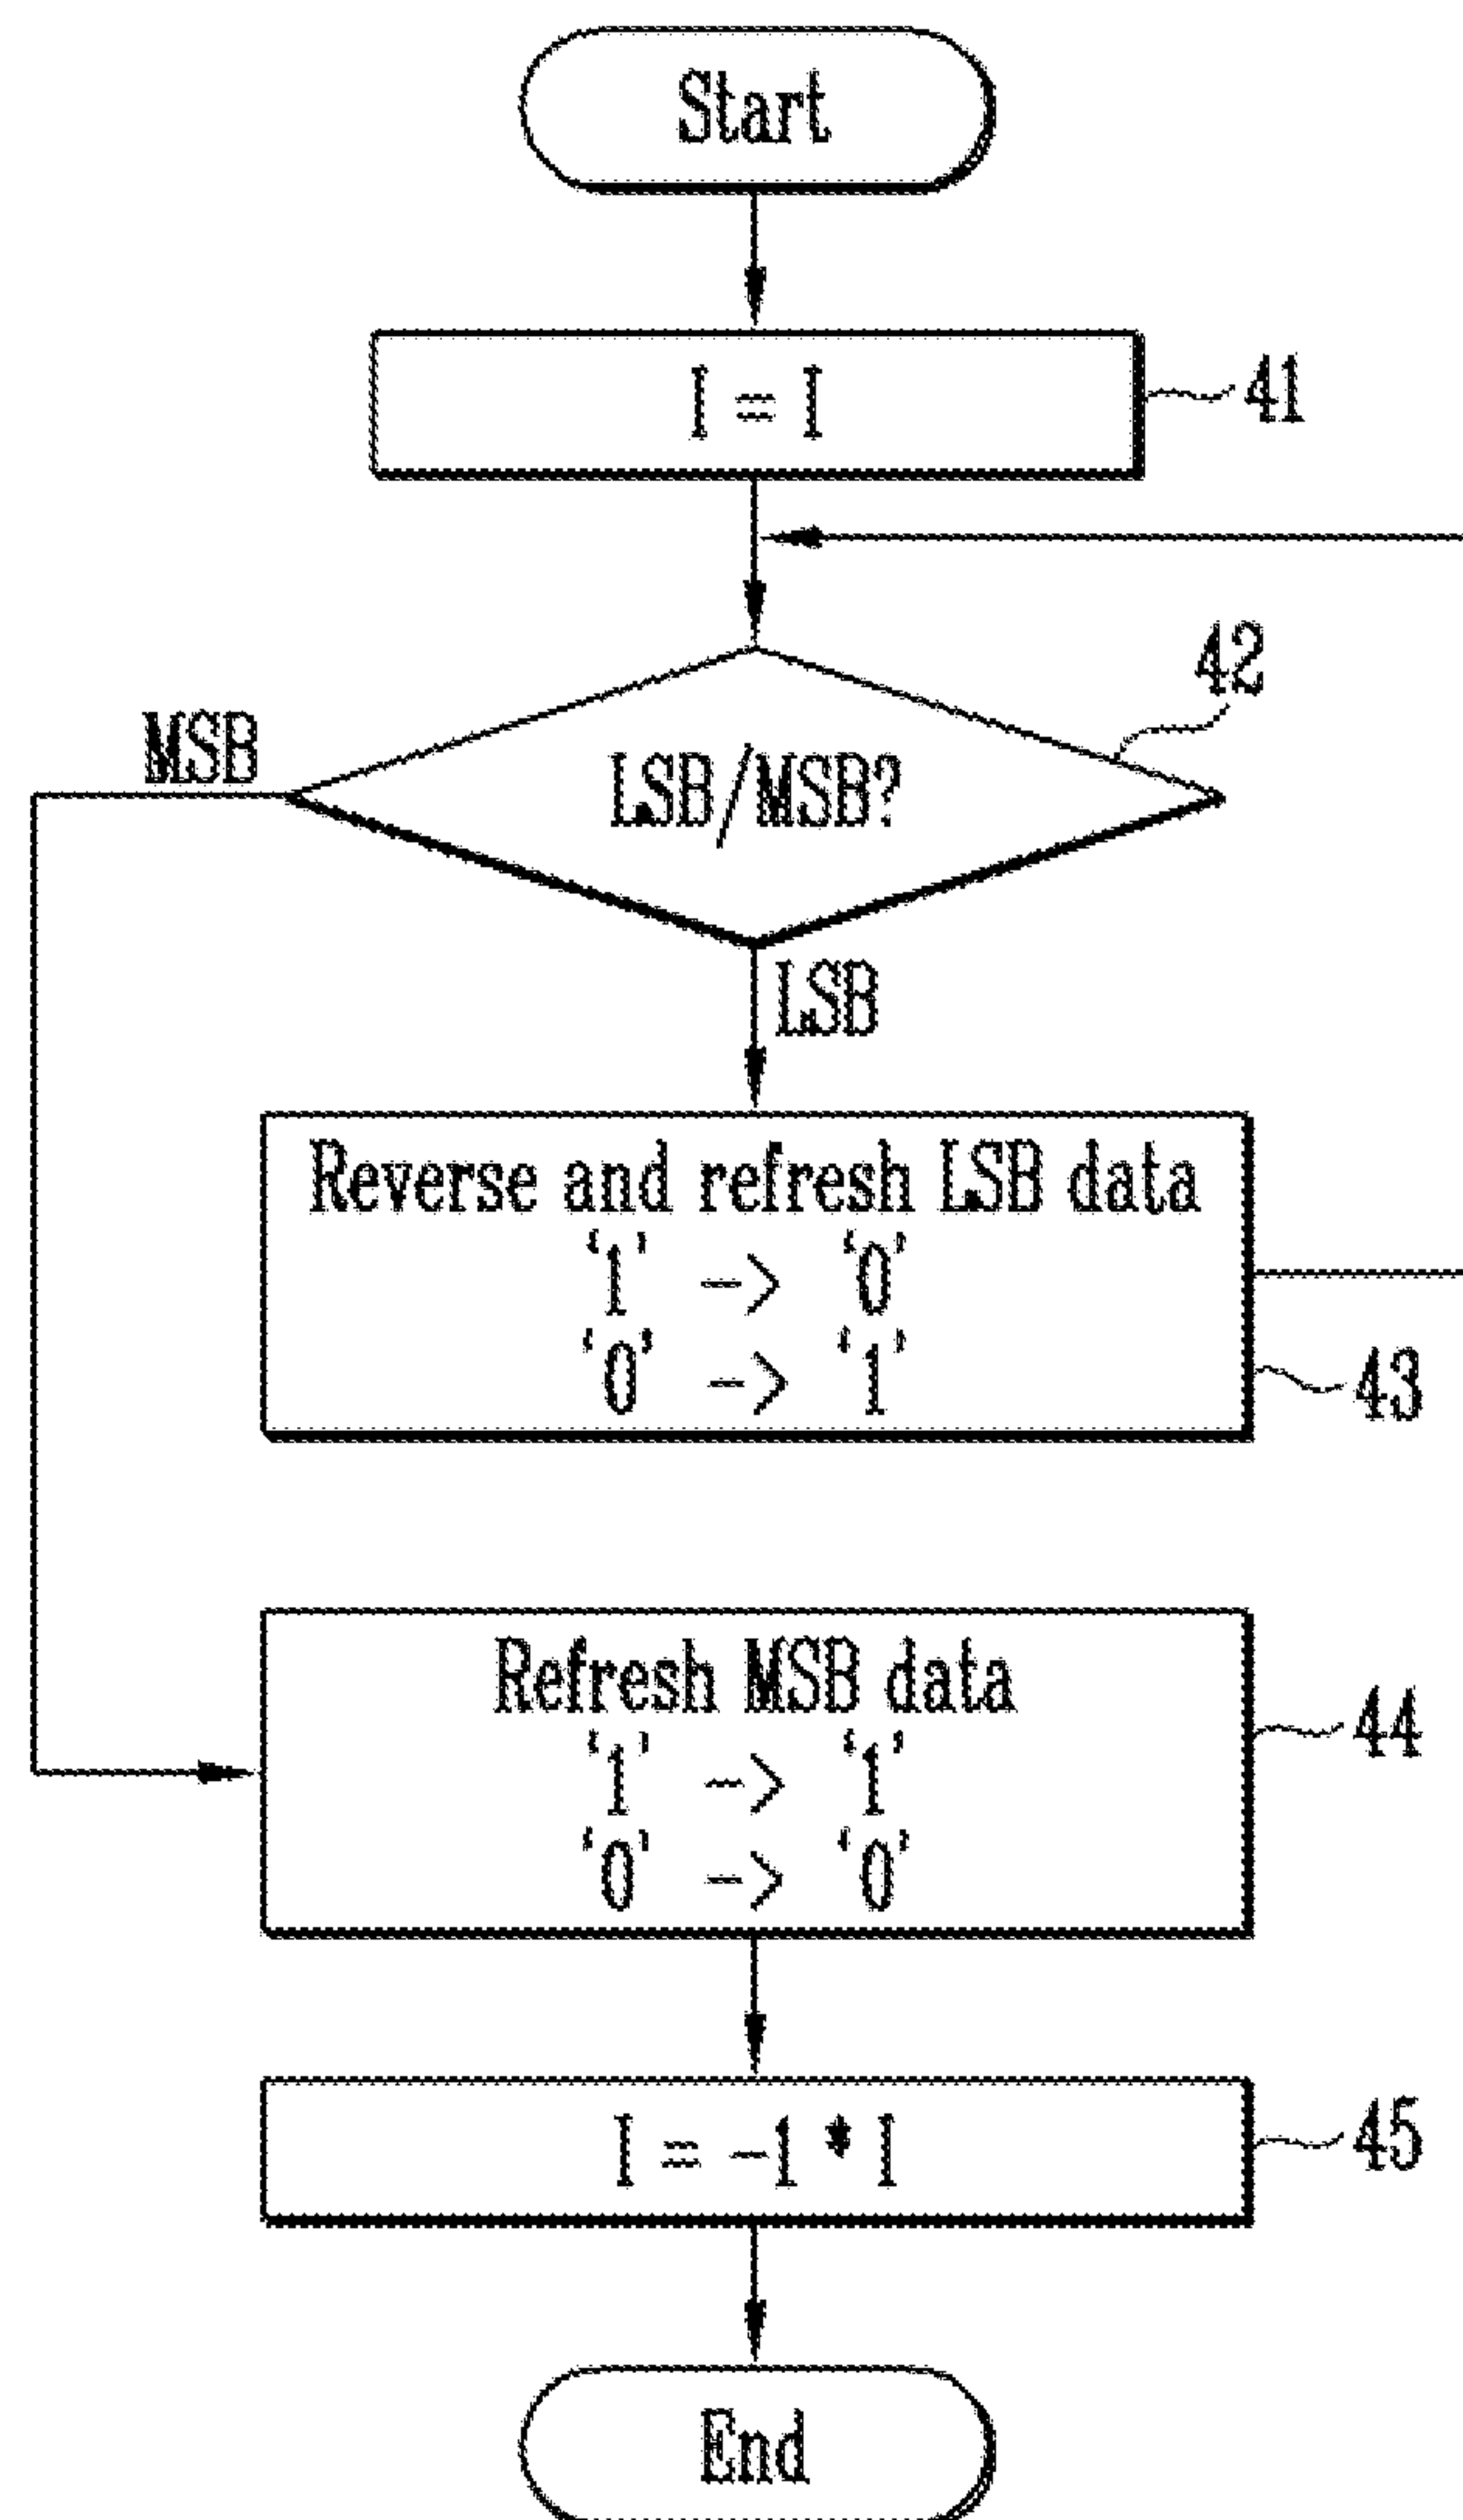 Start
I = I
41
42
MSB
LSB/MSB?
LSB
Reverse and refresh LSB data
‘1’ -> ‘0’
‘0’ -> ‘1’
43
Refresh MSB data
‘1’ -> ‘1’
‘0’ -> ‘0’
44
I = -1 * I
45
End